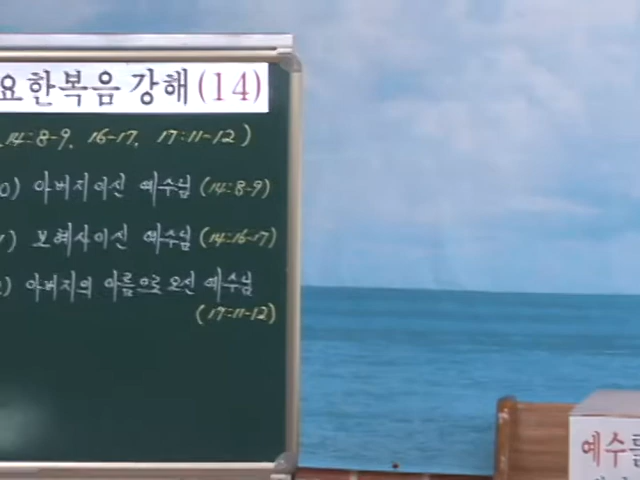 요한복음 강해(14)
14:8-9, 16-17, 17:11-12)
0) 아버지이신 예수님 (14:8-9)
) 보혜사이신 예수님 (14:16-17)
) 아버지의 이름으로 오신 예수님
(17:11-12)
예수를